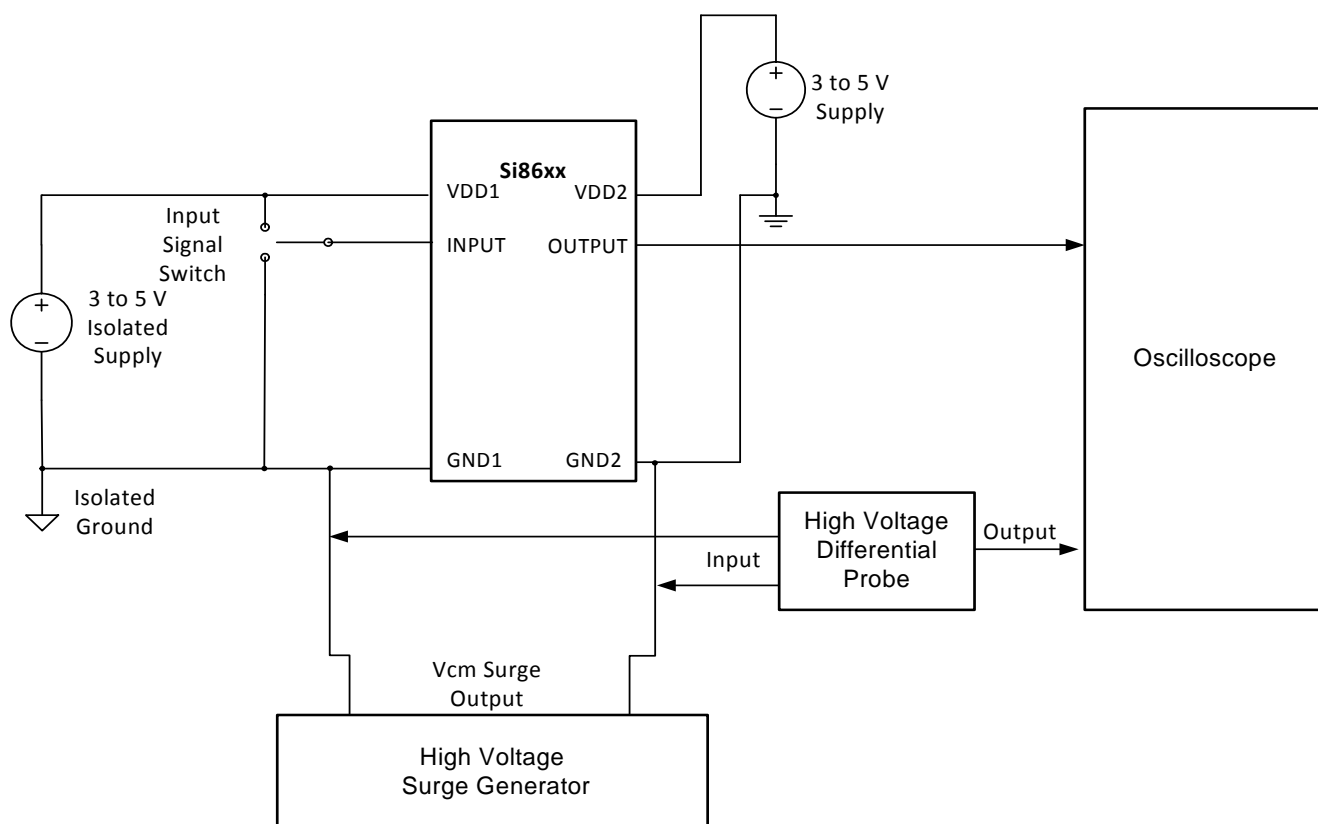 3 to 5 V
Supply
+
−
Si86xx
VDD1
VDD2
Input
Signal
Switch
INPUT
OUTPUT
3 to 5 V
Isolated
Supply
+
−
Oscilloscope
GND1
GND2
Isolated
Ground
High Voltage
Differential
Probe
Input
Output
Vcm Surge
Output
High Voltage
Surge Generator